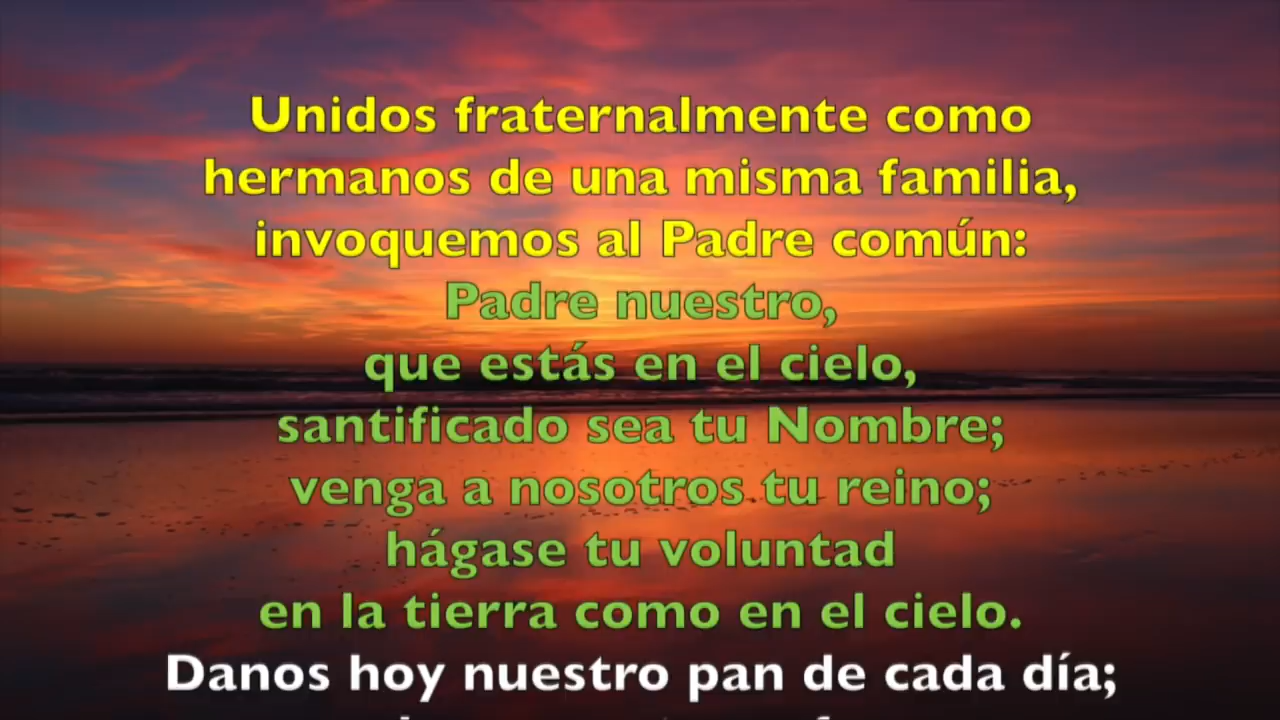 Unidos fraternalmente como
hermanos de una misma familia,
invoquemos al Padre común:
Padre nuestro,
que estás en el cielo,
santificado sea tu Nombre;
venga a nosotros tu reino;
hágase tu voluntad
en la tierra como en el cielo.
Danos hoy nuestro pan de cada día;